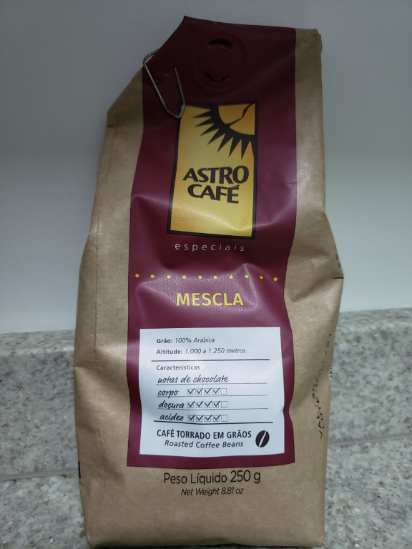 ASTRO
CAFÉ
especiais
MESCLA
Grão: 100% Arabica
Altitude: 1.000 a 1.250 metros
Características
notas de chocolate
corpo
doçura
acidez
CAFÉ TORRADO EM GRÃOS
Roasted Coffee Beans
Peso Líquido 250 g
Net Weight 8.81 oz